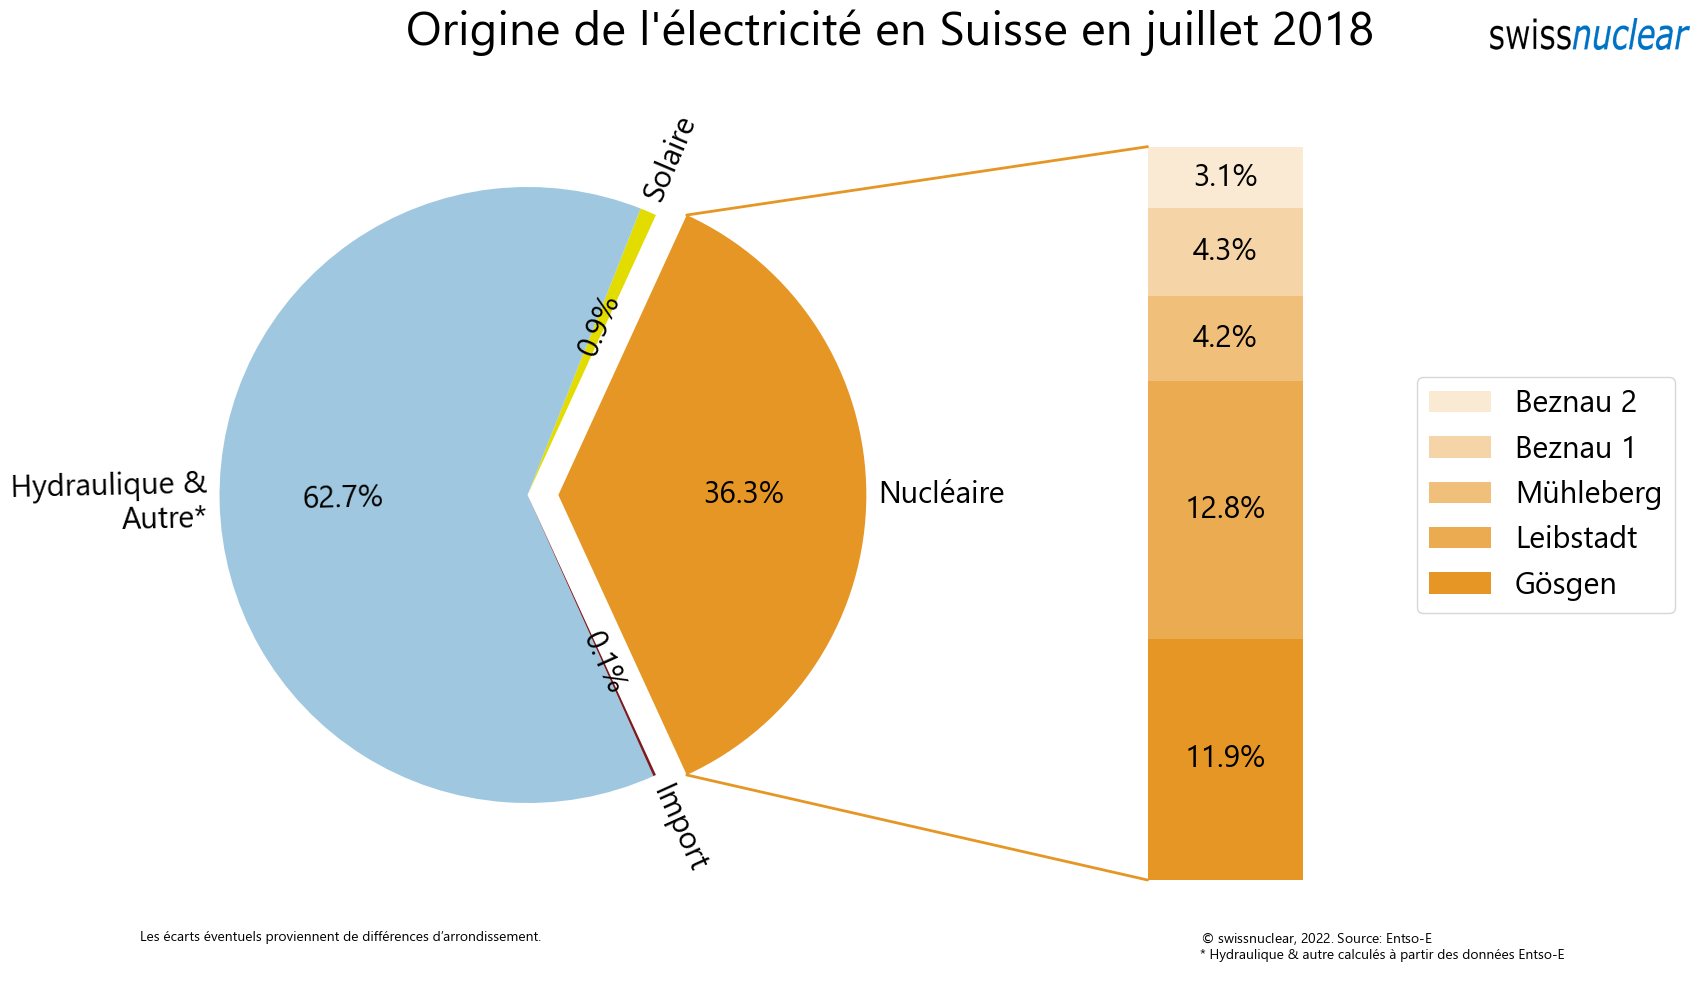 Origine de l'électricité en Suisse en juillet 2018
swissnuclear
Solaire
0.9%
Hydraulique &
Autre*
62.7%
36.3%
Nucléaire
0.1%
Import
3.1%
4.3%
4.2%
12.8%
11.9%
Beznau 2
Beznau 1
Mühleberg
Leibstadt
Gösgen
Les écarts éventuels proviennent de différences d’arrondissement.
© swissnuclear, 2022. Source: Entso-E
* Hydraulique & autre calculés à partir des données Entso-E